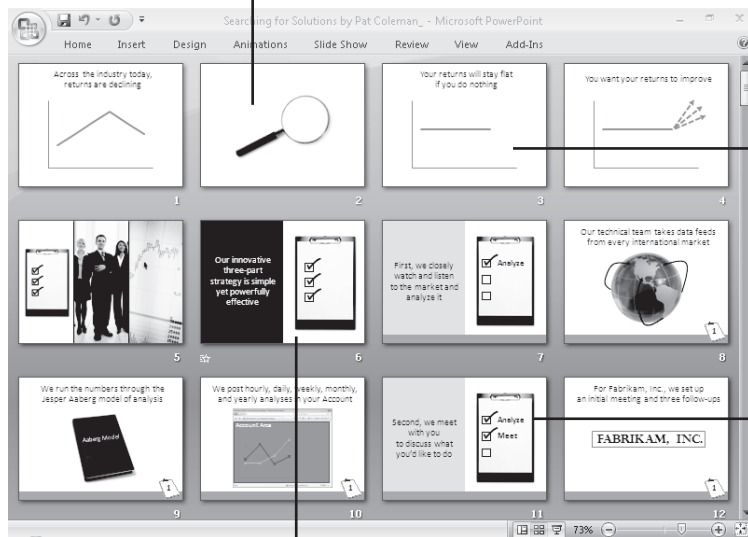 Searching for Solutions by Pat Coleman_ - Microsoft PowerPoint
Home Insert Design Animations Slide Show Review View Add-Ins
Across the industry today,
returns are declining
1
2
Your returns will stay flat
if you do nothing
3
You want your returns to improve
4
5
Our innovative
three-part
strategy is simple
yet powerfully
effective
6
First, we closely
watch and listen
to the market and
analyze it
Analyze
7
Our technical team takes data feeds
from every international market
1
8
We run the numbers through the
Jesper Aaberg model of analysis
Aaberg Model
1
9
We post hourly, daily, weekly, monthly,
and yearly analyses in your Account
Account Area
1
10
Second, we meet
with you
to discuss what
you'd like to do
Analyze
Meet
11
For Fabrikam, Inc., we set up
an initial meeting and three follow-ups
FABRIKAM, INC.
2
12
73%